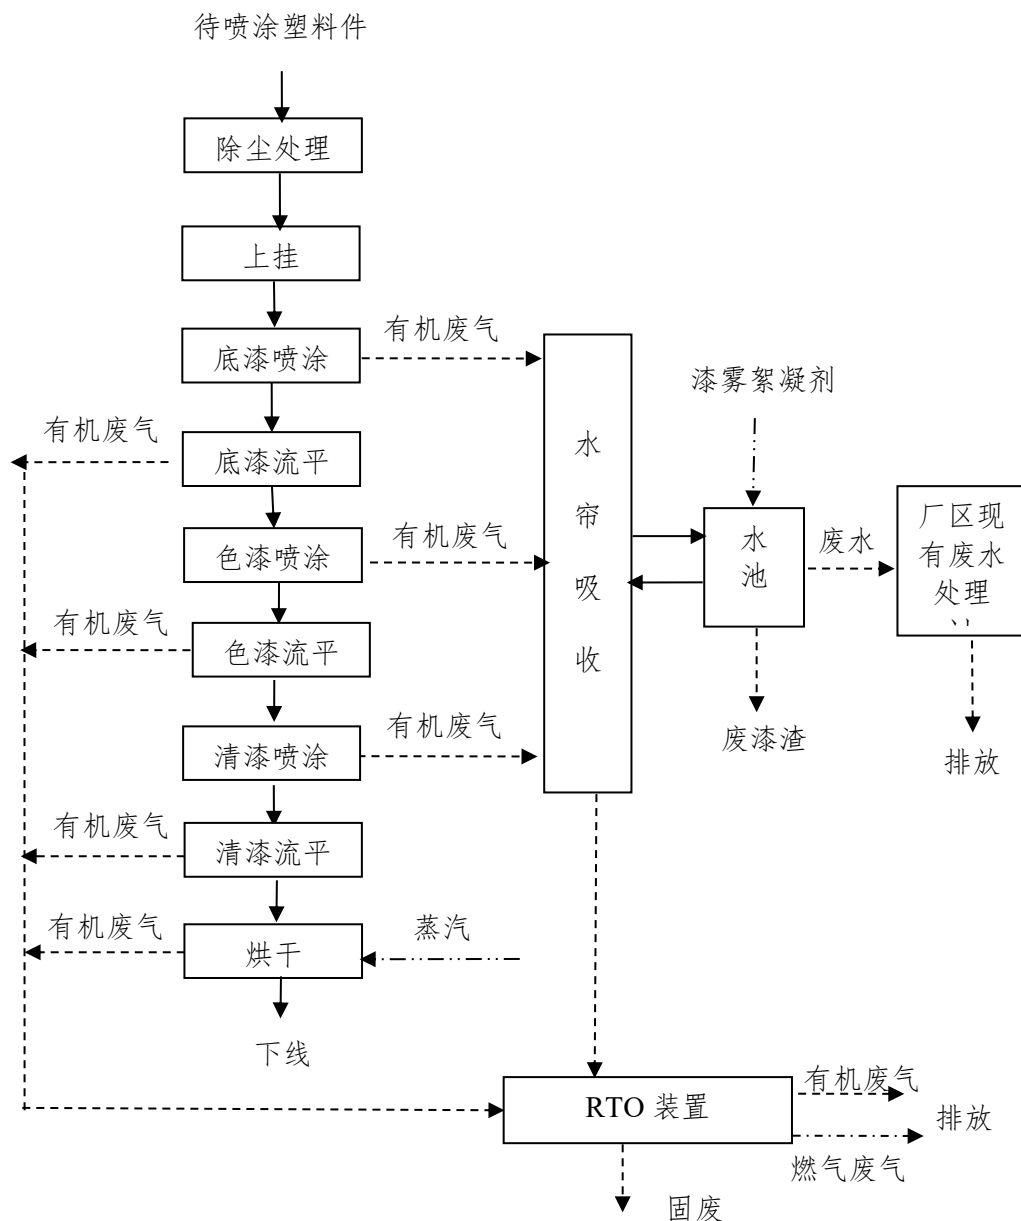 待喷涂塑料件
除尘处理
上挂
底漆喷涂
有机废气
有机废气
底漆流平
色漆喷涂
有机废气
有机废气
色漆流平
清漆喷涂
有机废气
有机废气
清漆流平
有机废气
烘干
蒸汽
下线
水
帘
吸
收
漆雾絮凝剂
水
池
废水
厂区现
有废水
处理
废漆渣
排放
RTO 装置
有机废气
排放
燃气废气
固废